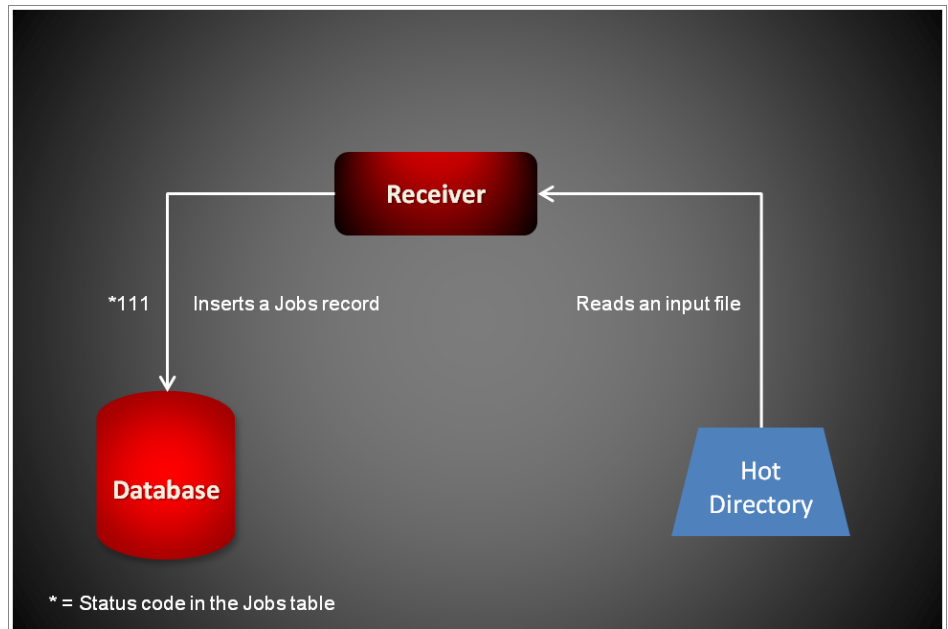 Receiver
*111
Inserts a Jobs record
Reads an input file
Database
Hot
Directory
* = Status code in the Jobs table